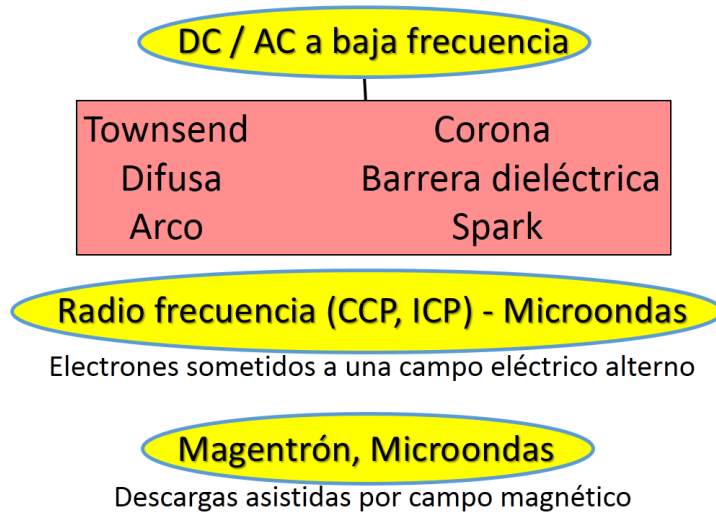 DC / AC a baja frecuencia
Townsend Corona
Difusa Barrera dieléctrica
Arco Spark
Radio frecuencia (CCP, ICP) - Microondas
Electrones sometidos a una campo eléctrico alterno
Magentrón, Microondas
Descargas asistidas por campo magnético